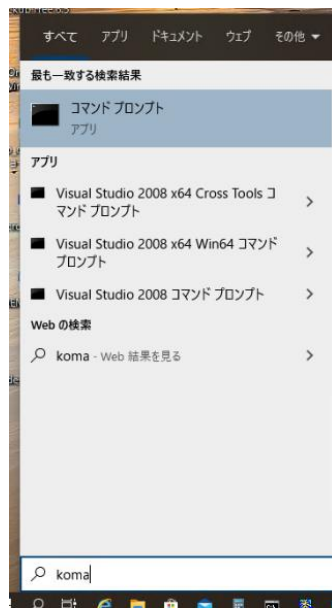 すべて アプリ ドキュメント ウェブ その他
最も一致する検索結果
コマンド プロンプト
アプリ
アプリ
Visual Studio 2008 x64 Cross Tools コ
マンド プロンプト
Visual Studio 2008 x64 Win64 コマンド
プロンプト
Visual Studio 2008 コマンド プロンプト
Web の検索
koma - Web 結果を見る
koma